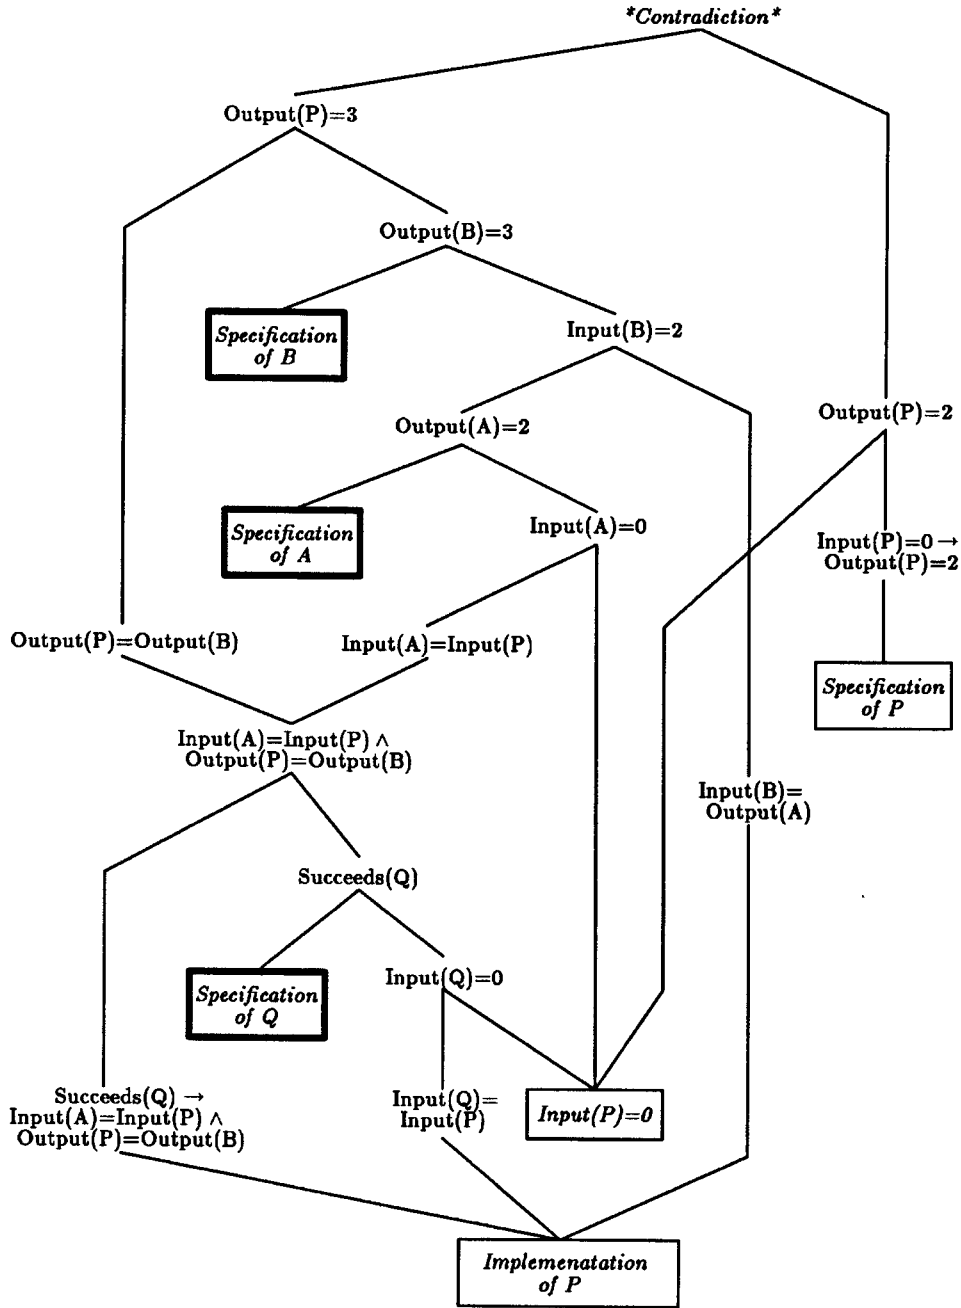 *Contradiction*
Output(P)=3
Output(B)=3
Specification
of B
Input(B)=2
Output(P)=2
Output(A)=2
Specification
of A
Input(A)=0
Input(P)=0 →
Output(P)=2
Output(P)=Output(B)
Input(A)=Input(P)
Specification
of P
Input(A)=Input(P) ∧
Output(P)=Output(B)
Input(B)=
Output(A)
Succeeds(Q)
Specification
of Q
Input(Q)=0
Succeeds(Q) →
Input(A)=Input(P) ∧
Output(P)=Output(B)
Input(Q)=
Input(P)
Input(P)=0
Implemenatation
of P